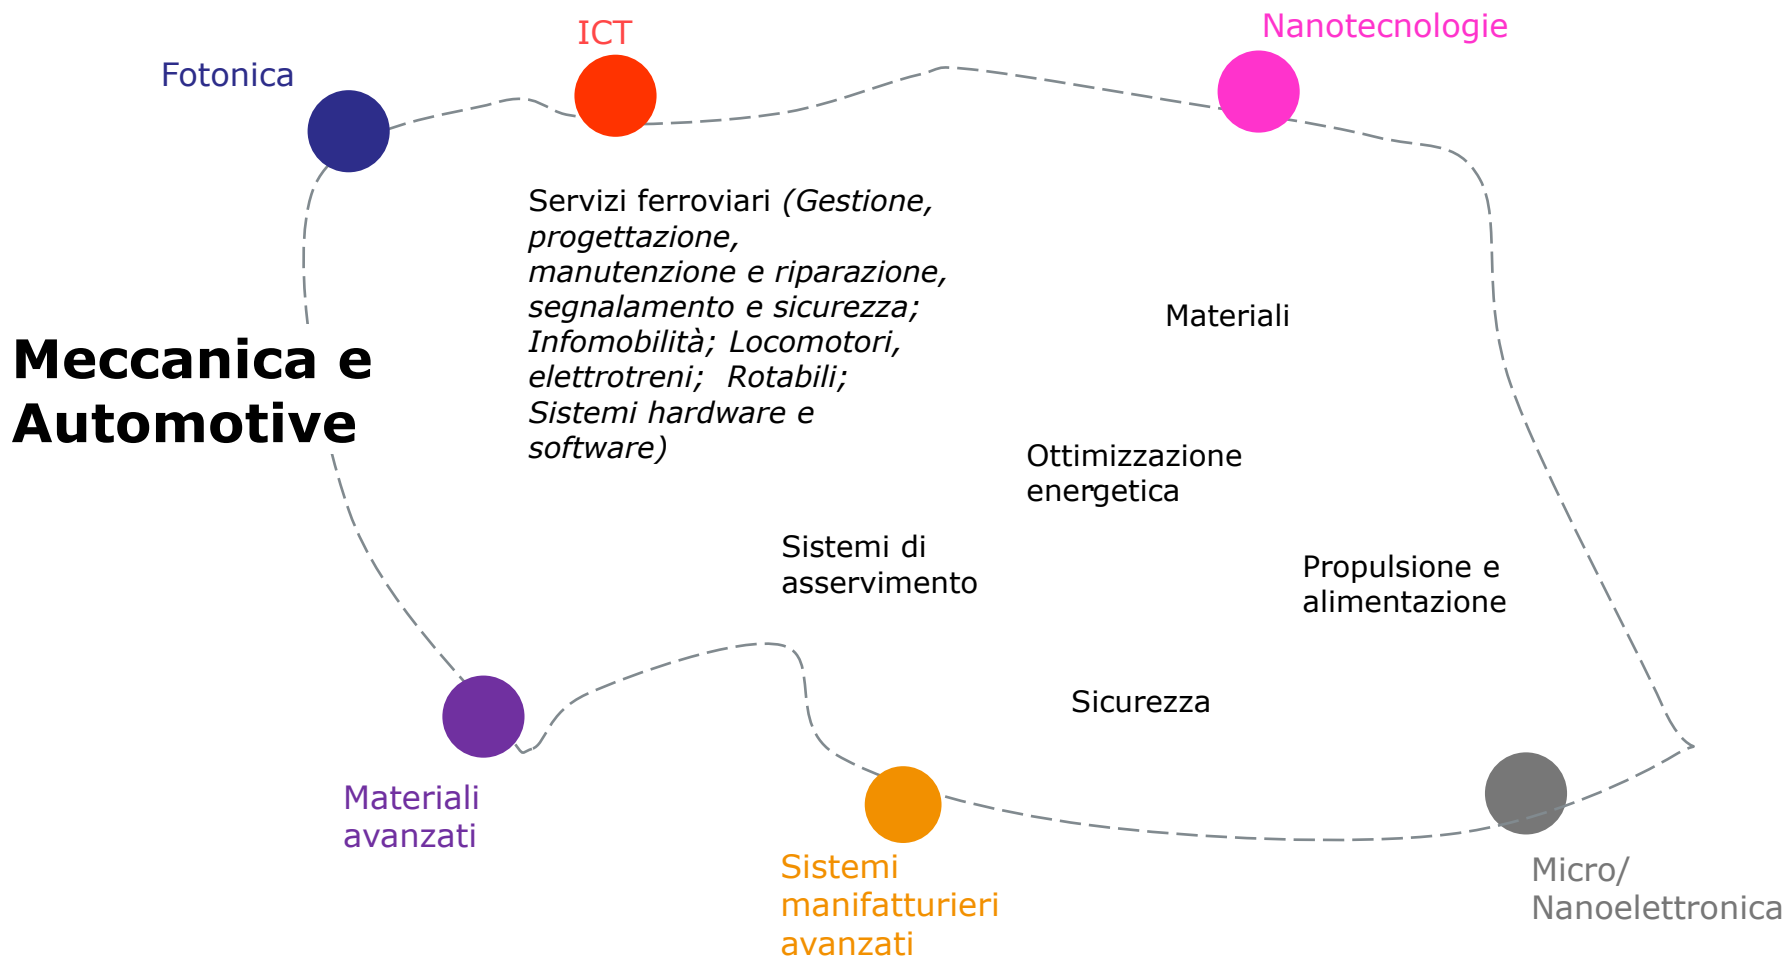 ICT
Nanotecnologie
Fotonica
Servizi ferroviari (Gestione,
progettazione,
manutenzione e riparazione,
segnalamento e sicurezza;
Infomobilità; Locomotori,
elettrotreni; Rotabili;
Sistemi hardware e
software)
Materiali
Meccanica e
Automotive
Ottimizzazione
energetica
Sistemi di
asservimento
Propulsione e
alimentazione
Sicurezza
Materiali
avanzati
Sistemi
manifatturieri
avanzati
Micro/
Nanoelettronica